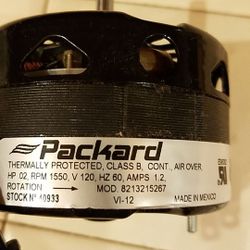 Packard
THERMALLY PROTECTED, CLASS B, CONT., AIR OVER,
HP .02, RPM 1550, V 120, HZ 60, AMPS 1.2,
ROTATION → MOD. 8213215267
STOCK Nº 40933 VI-12 MADE IN MEXICO